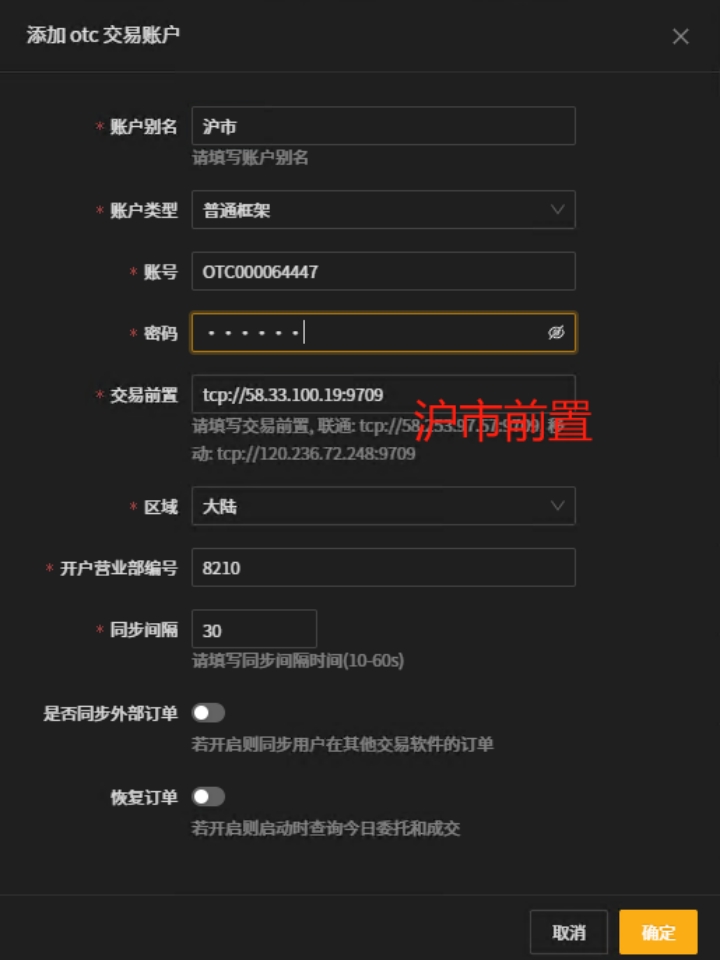 添加 otc 交易账户
* 账户别名 沪市
请填写账户别名
* 账户类型 普通框架
* 账号 OTC000064447
* 密码 ······
* 交易前置 tcp://58.33.100.19:9709
沪市前置
请填写交易前置, 联通: tcp://58.253.97.57:9709, 移
动: tcp://120.236.72.248:9709
* 区域 大陆
* 开户营业部编号 8210
* 同步间隔 30
请填写同步间隔时间(10-60s)
是否同步外部订单
若开启则同步用户在其他交易软件的订单
恢复订单
若开启则启动时查询今日委托和成交
取消 确定